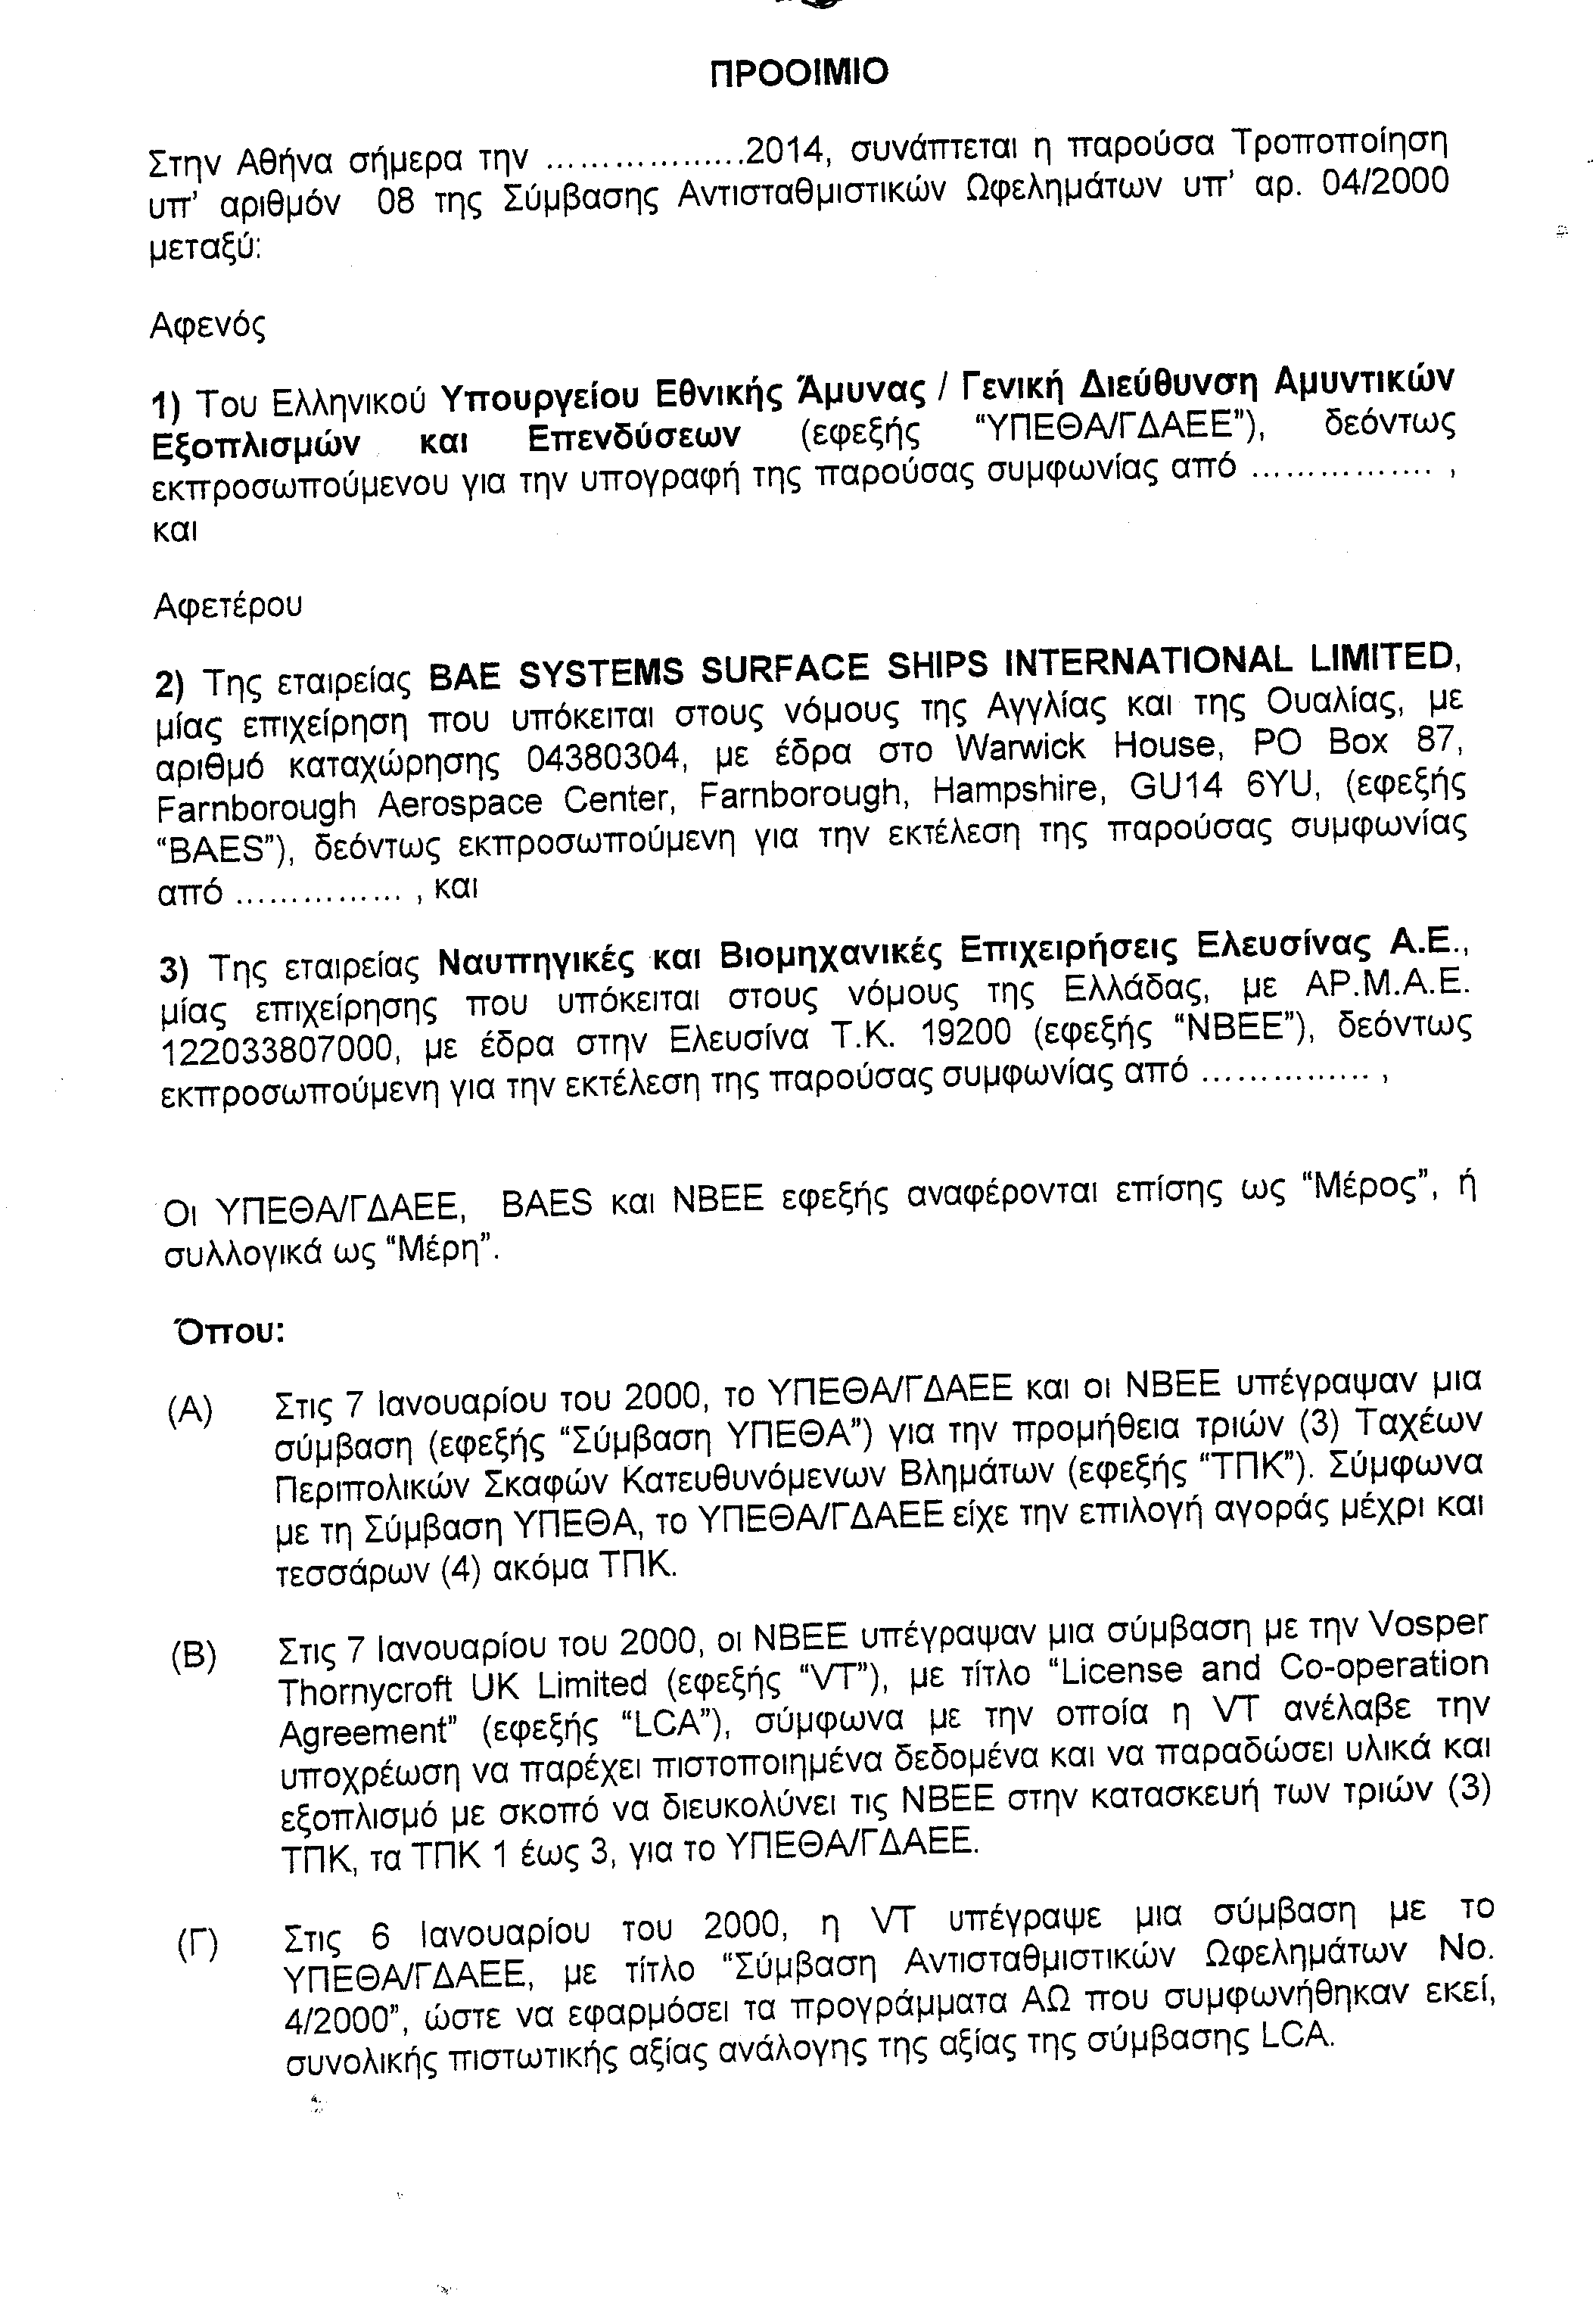 ΠΡΟΟΙΜΙΟ
Στην Αθήνα σήμερα την ..................2014, συνάπτεται η παρούσα Τροποποίηση
υπ’ αριθμόν 08 της Σύμβασης Αντισταθμιστικών Ωφελημάτων υπ’ αρ. 04/2000
μεταξύ:
Αφενός
1) Του Ελληνικού Υπουργείου Εθνικής Άμυνας / Γενική Διεύθυνση Αμυντικών
Εξοπλισμών και Επενδύσεων (εφεξής “ΥΠΕΘΑ/ΓΔΑΕΕ”), δεόντως
εκπροσωπούμενου για την υπογραφή της παρούσας συμφωνίας από ................ ,
και
Αφετέρου
2) Της εταιρείας BAE SYSTEMS SURFACE SHIPS INTERNATIONAL LIMITED,
μίας επιχείρηση που υπόκειται στους νόμους της Αγγλίας και της Ουαλίας, με
αριθμό καταχώρησης 04380304, με έδρα στο Warwick House, PO Box 87,
Farnborough Aerospace Center, Farnborough, Hampshire, GU14 6YU, (εφεξής
“BAES”), δεόντως εκπροσωπούμενη για την εκτέλεση της παρούσας συμφωνίας
από ............... , και
3) Της εταιρείας Ναυπηγικές και Βιομηχανικές Επιχειρήσεις Ελευσίνας Α.Ε.,
μίας επιχείρησης που υπόκειται στους νόμους της Ελλάδας, με ΑΡ.Μ.Α.Ε.
122033807000, με έδρα στην Ελευσίνα Τ.Κ. 19200 (εφεξής “ΝΒΕΕ”), δεόντως
εκπροσωπούμενη για την εκτέλεση της παρούσας συμφωνίας από ............... ,
Οι ΥΠΕΘΑ/ΓΔΑΕΕ, BAES και ΝΒΕΕ εφεξής αναφέρονται επίσης ως “Μέρος”, ή
συλλογικά ως “Μέρη”.
Όπου:
(Α) Στις 7 Ιανουαρίου του 2000, το ΥΠΕΘΑ/ΓΔΑΕΕ και οι ΝΒΕΕ υπέγραψαν μια
σύμβαση (εφεξής “Σύμβαση ΥΠΕΘΑ”) για την προμήθεια τριών (3) Ταχέων
Περιπολικών Σκαφών Κατευθυνόμενων Βλημάτων (εφεξής “ΤΠΚ”). Σύμφωνα
με τη Σύμβαση ΥΠΕΘΑ, το ΥΠΕΘΑ/ΓΔΑΕΕ είχε την επιλογή αγοράς μέχρι και
τεσσάρων (4) ακόμα ΤΠΚ.
(Β) Στις 7 Ιανουαρίου του 2000, οι ΝΒΕΕ υπέγραψαν μια σύμβαση με την Vosper
Thornycroft UK Limited (εφεξής “VT”), με τίτλο “License and Co-operation
Agreement” (εφεξής “LCA”), σύμφωνα με την οποία η VT ανέλαβε την
υποχρέωση να παρέχει πιστοποιημένα δεδομένα και να παραδώσει υλικά και
εξοπλισμό με σκοπό να διευκολύνει τις ΝΒΕΕ στην κατασκευή των τριών (3)
ΤΠΚ, τα ΤΠΚ 1 έως 3, για το ΥΠΕΘΑ/ΓΔΑΕΕ.
(Γ) Στις 6 Ιανουαρίου του 2000, η VT υπέγραψε μια σύμβαση με το
ΥΠΕΘΑ/ΓΔΑΕΕ, με τίτλο “Σύμβαση Αντισταθμιστικών Ωφελημάτων Νο.
4/2000”, ώστε να εφαρμόσει τα προγράμματα ΑΩ που συμφωνήθηκαν εκεί,
συνολικής πιστωτικής αξίας ανάλογης της αξίας της σύμβασης LCA.